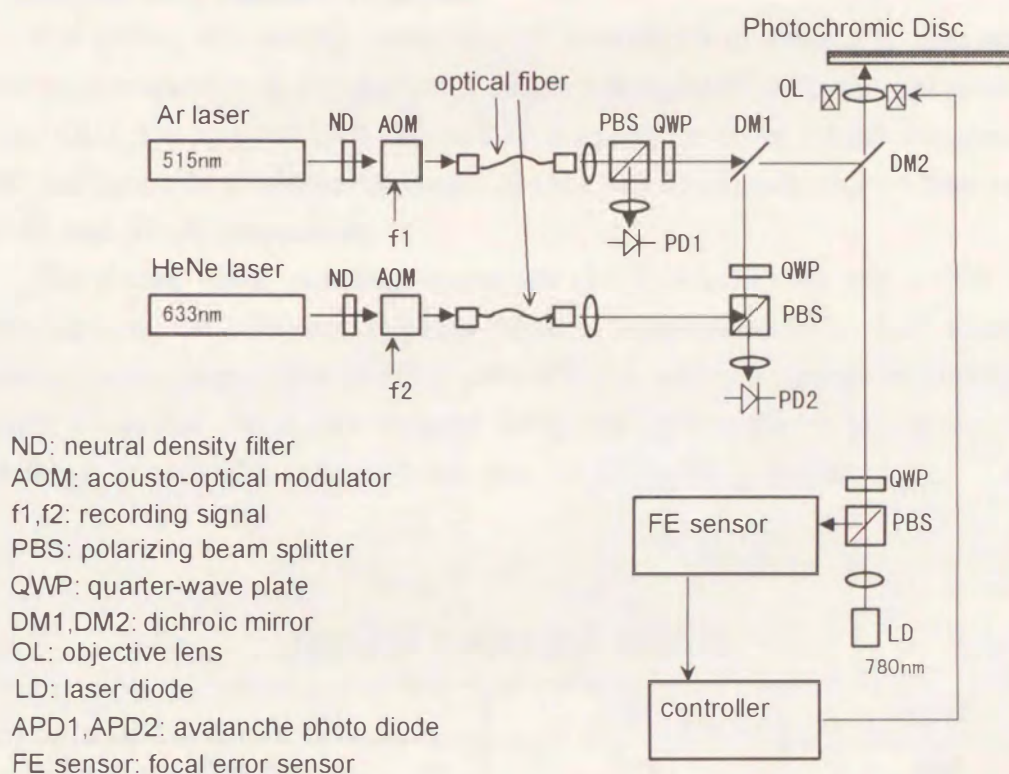 Photochromic Disc
optical fiber
OL
Ar laser
ND
AOM
PBS
QWP
DM1
515nm
DM2
f1
PD1
HeNe laser
ND
AOM
QWP
633nm
PBS
f2
PD2
QWP
FE sensor
PBS
LD
780nm
controller
ND: neutral density filter
AOM: acousto-optical modulator
f1,f2: recording signal
PBS: polarizing beam splitter
QWP: quarter-wave plate
DM1,DM2: dichroic mirror
OL: objective lens
LD: laser diode
APD1,APD2: avalanche photo diode
FE sensor: focal error sensor